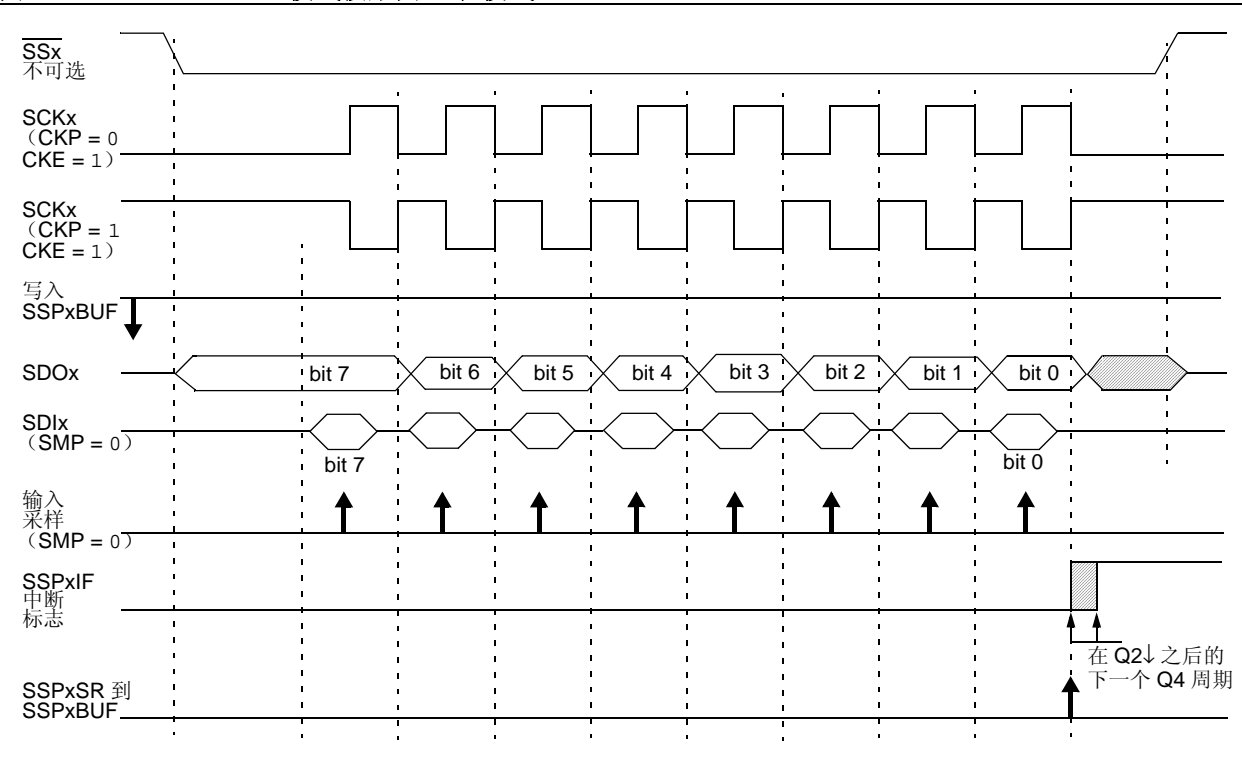 SSx
不可选
SCKx
（CKP = 0
CKE = 1）
SCKx
（CKP = 1
CKE = 1）
写入
SSPxBUF
SDOx
bit 7 bit 6 bit 5 bit 4 bit 3 bit 2 bit 1 bit 0
SDIx
（SMP = 0）
bit 7 bit 0
输入
采样
（SMP = 0）
SSPxIF
中断
标志
在 Q2↓ 之后的
下一个 Q4 周期
SSPxSR 到
SSPxBUF